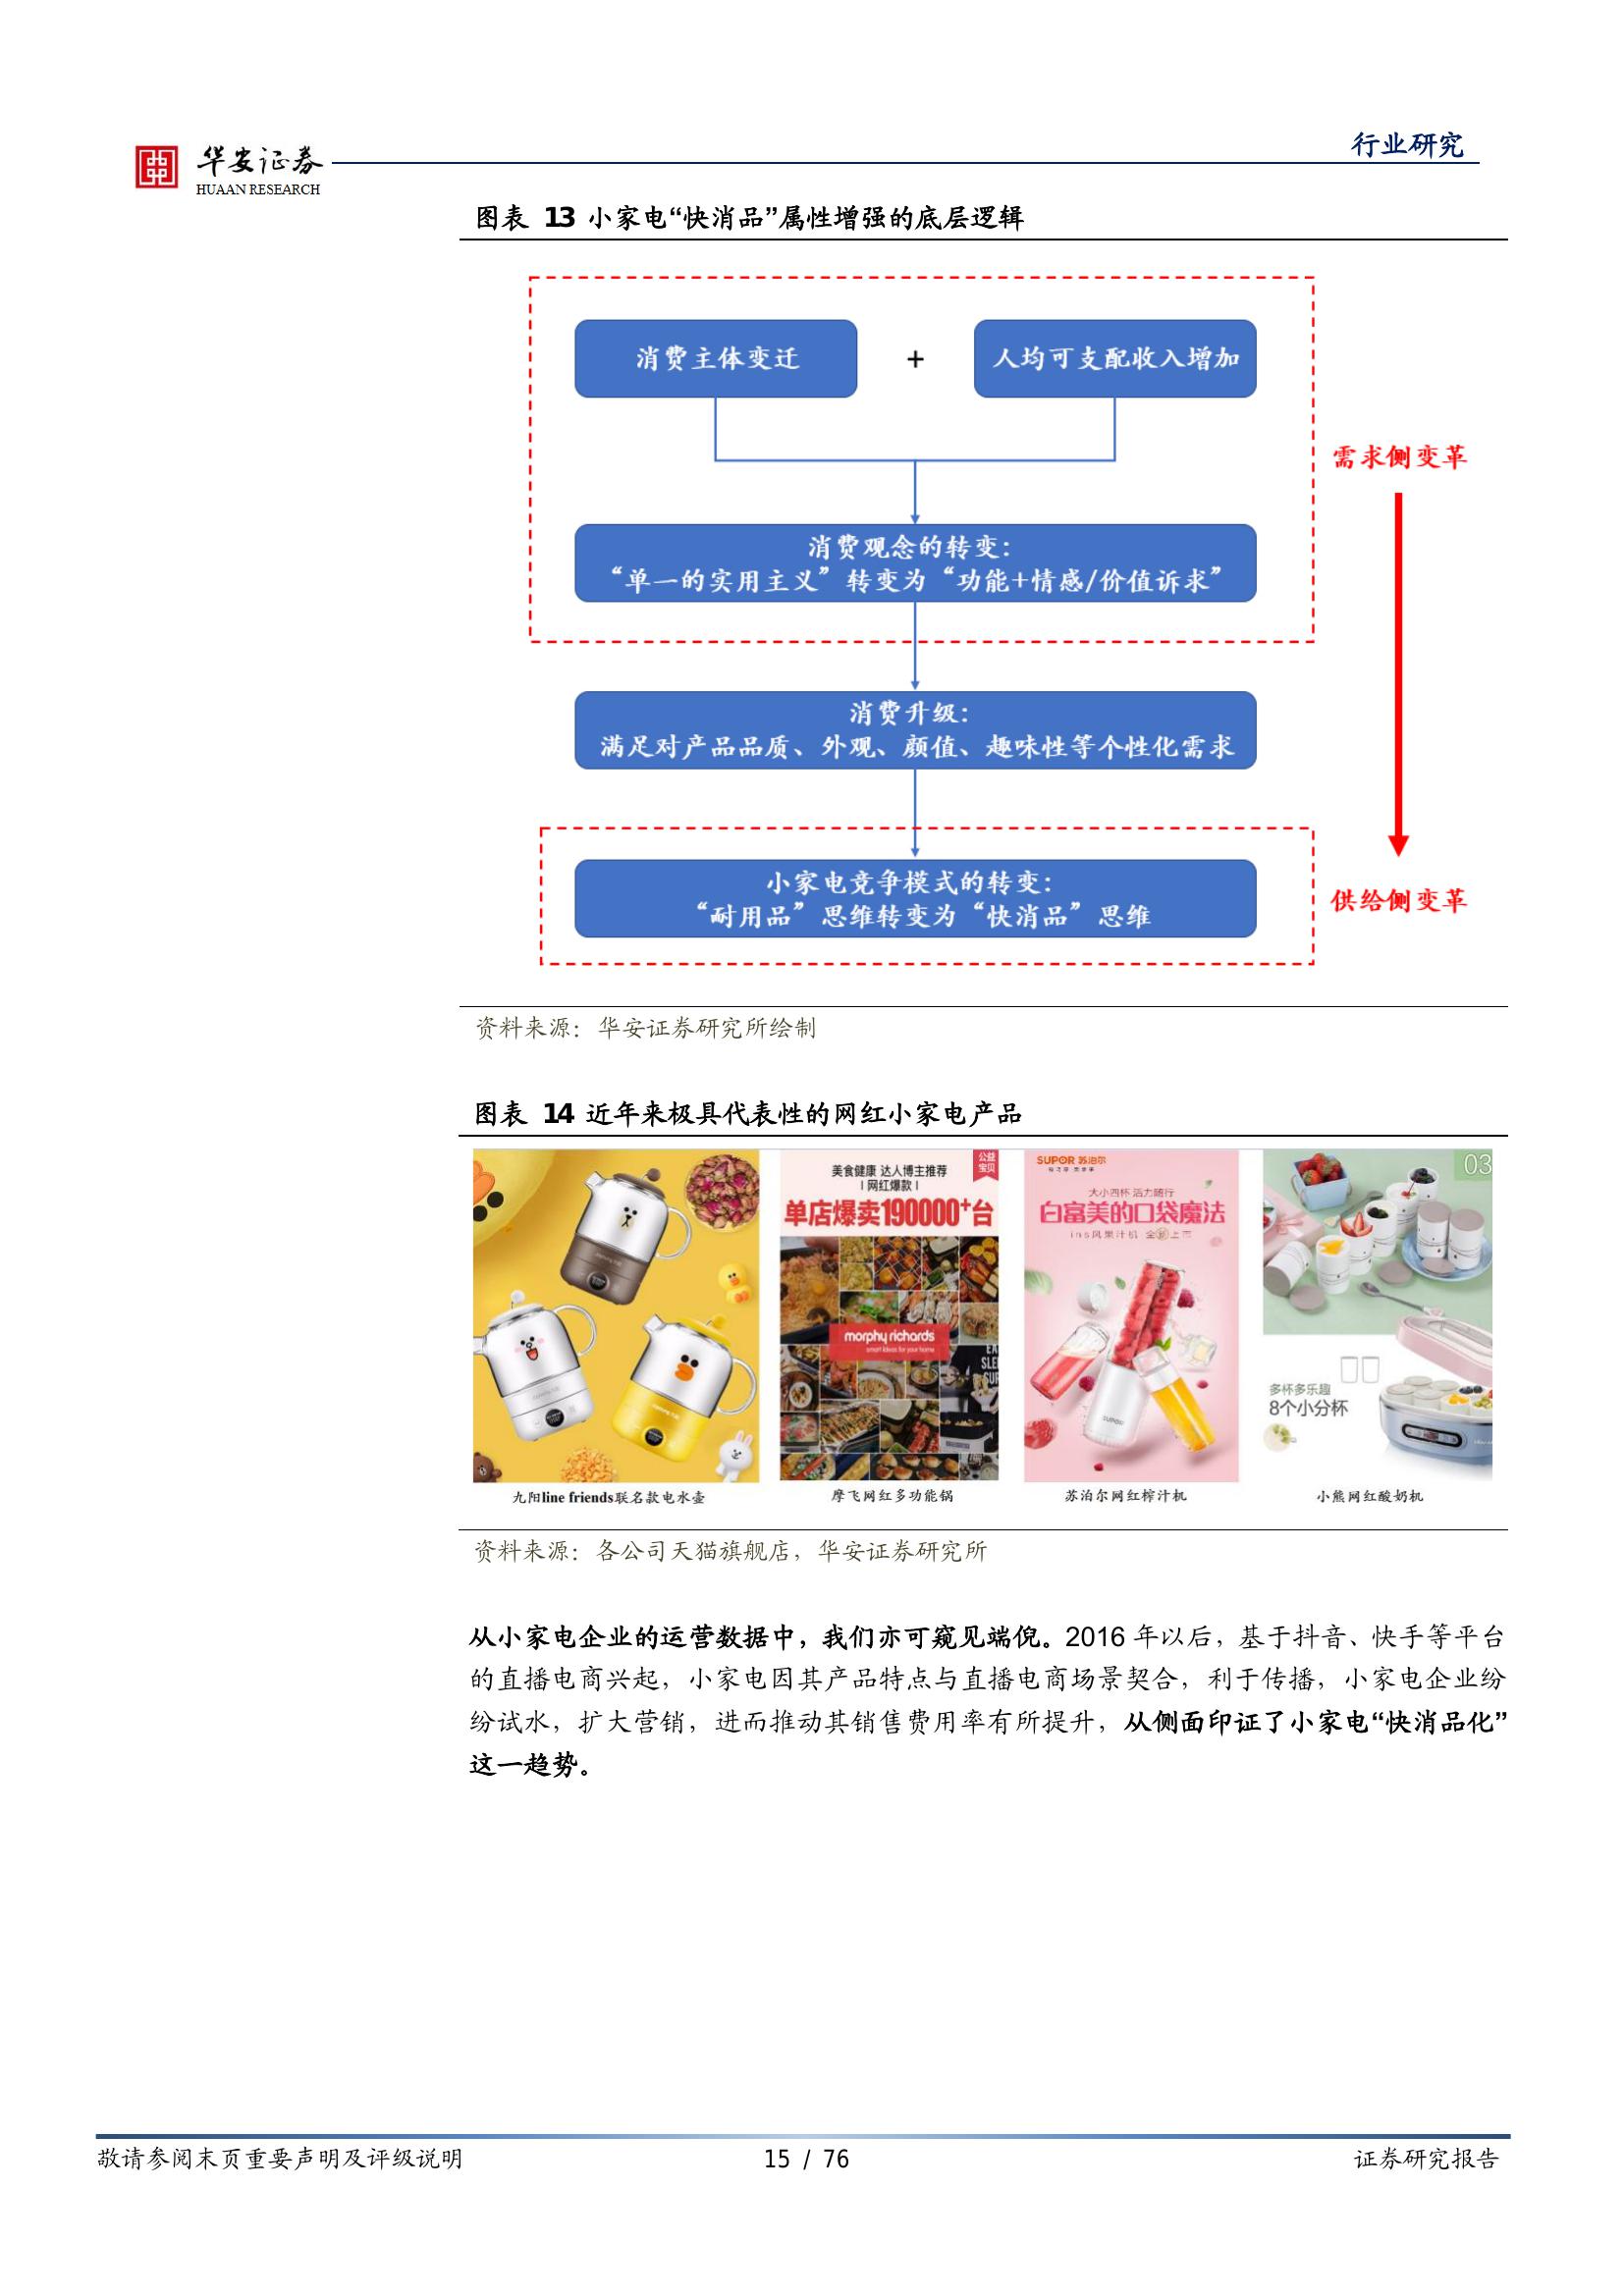 华安证券
HUAAN RESEARCH
行业研究
图表 13 小家电“快消品”属性增强的底层逻辑
消费主体变迁
+
人均可支配收入增加
需求侧变革
消费观念的转变：
“单一的实用主义”转变为“功能+情感/价值诉求”
消费升级：
满足对产品品质、外观、颜值、趣味性等个性化需求
小家电竞争模式的转变：
“耐用品”思维转变为“快消品”思维
供给侧变革
资料来源：华安证券研究所绘制
图表 14 近年来极具代表性的网红小家电产品
公益
宝贝
美食健康 达人博主推荐
| 网红爆款 |
单店爆卖190000+台
morphy richards
smart ideas for your home
SUPOR 苏泊尔
大小四杯 活力随行
白富美的口袋魔法
ins风果汁机 全新上市
SUPOR
03
多杯多乐趣
8个小分杯
九阳line friends联名款电水壶
摩飞网红多功能锅
苏泊尔网红榨汁机
小熊网红酸奶机
资料来源：各公司天猫旗舰店，华安证券研究所
从小家电企业的运营数据中，我们亦可窥见端倪。2016 年以后，基于抖音、快手等平台
的直播电商兴起，小家电因其产品特点与直播电商场景契合，利于传播，小家电企业纷
纷试水，扩大营销，进而推动其销售费用率有所提升，从侧面印证了小家电“快消品化”
这一趋势。
敬请参阅末页重要声明及评级说明
15 / 76
证券研究报告